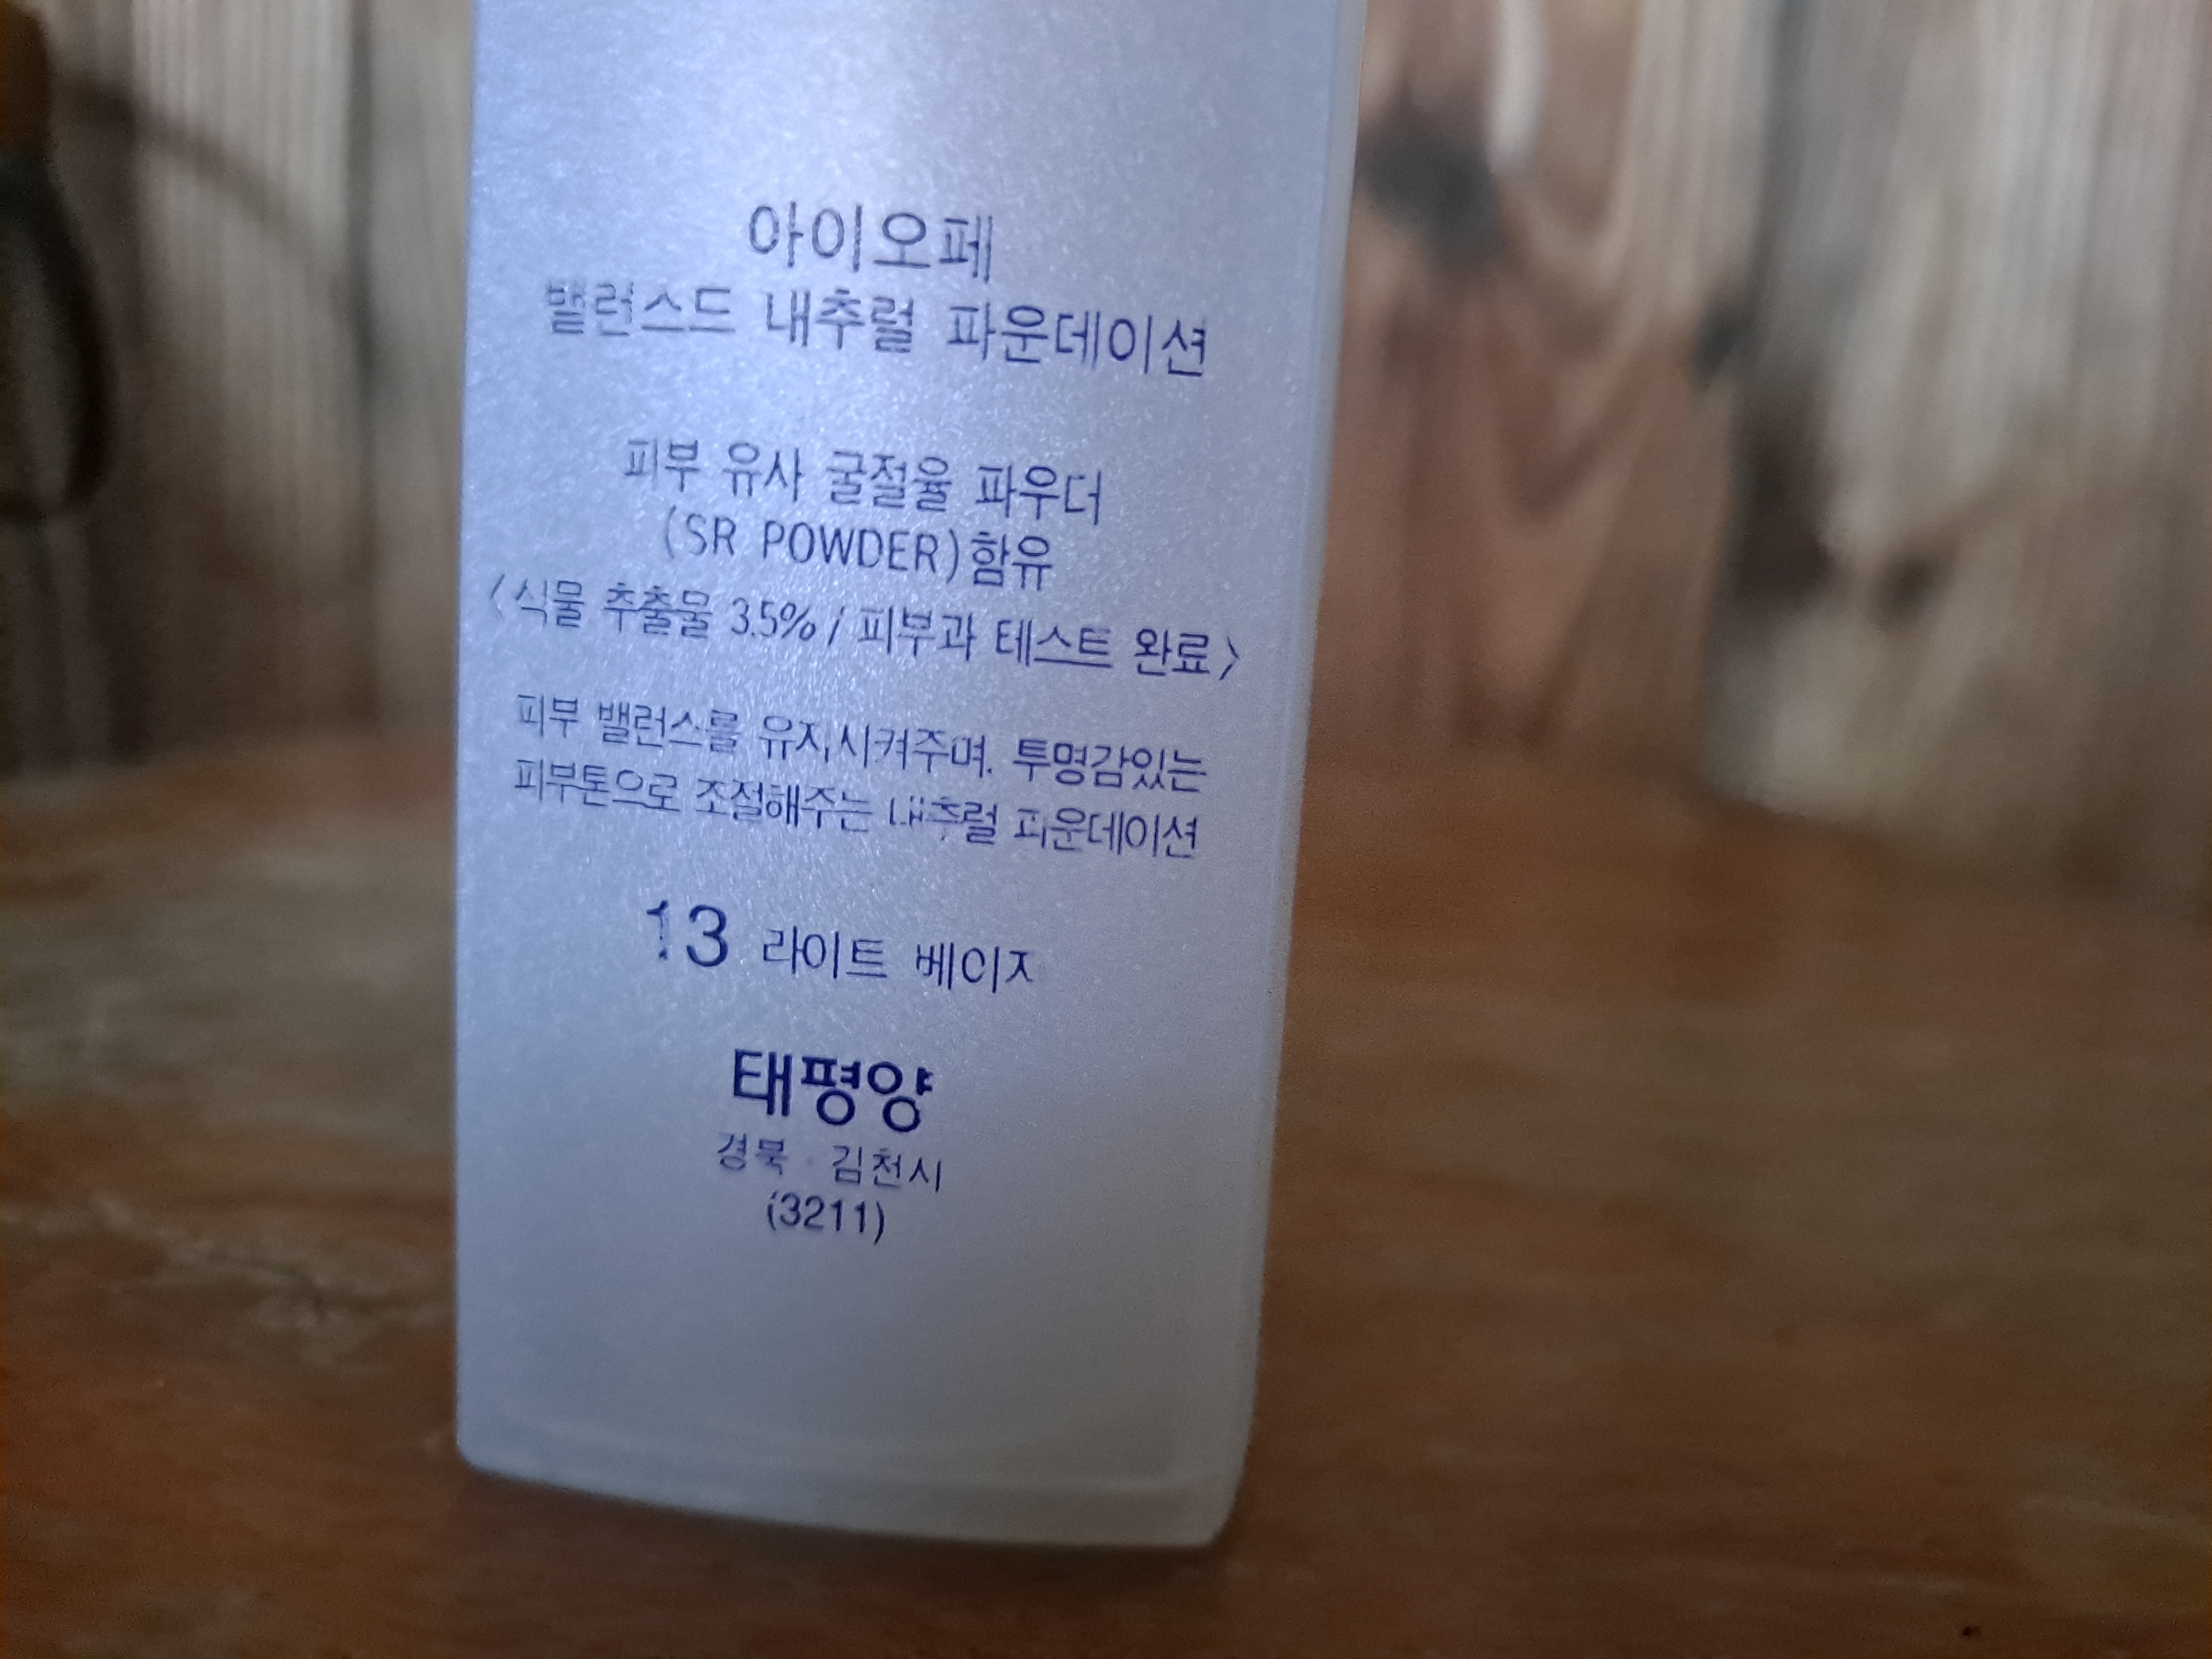 아이오페
밸런스드 내추럴 파운데이션
피부 유사 굴절율 파우더
(SR POWDER)함유
〈식물 추출물 3.5% / 피부과 테스트 완료〉
피부 밸런스를 유지시켜주며, 투명감있는
피부톤으로 조절해주는 내추럴 파운데이션
13 라이트 베이지
태평양
경북 · 김천시
(3211)